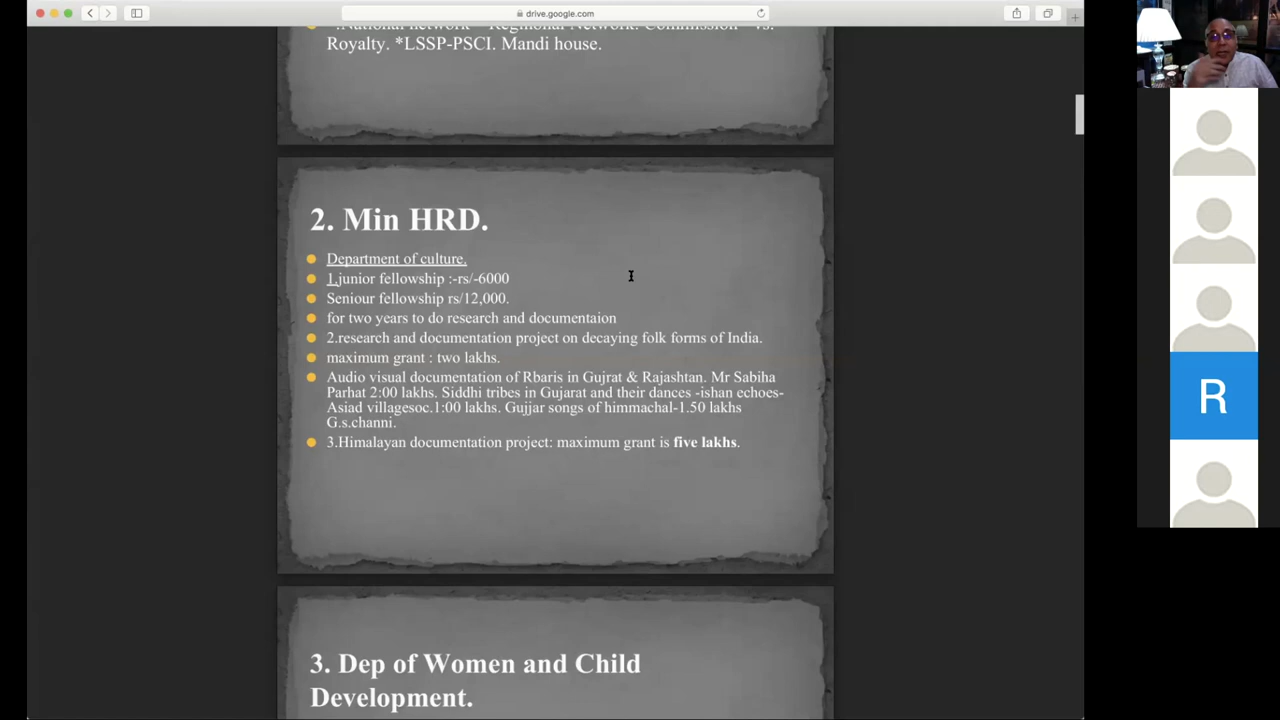 drive.google.com
Royalty. *LSSP-PSCI. Mandi house.
2. Min HRD.
Department of culture.
1.junior fellowship :-rs/-6000
Seniour fellowship rs/12,000.
for two years to do research and documentaion
2.research and documentation project on decaying folk forms of India.
maximum grant : two lakhs.
Audio visual documentation of Rbaris in Gujrat & Rajashtan. Mr Sabiha
Parhat 2:00 lakhs. Siddhi tribes in Gujarat and their dances -ishan echoes-
Asiad villagesoc.1:00 lakhs. Gujjar songs of himmachal-1.50 lakhs
G.s.channi.
3.Himalayan documentation project: maximum grant is five lakhs.
3. Dep of Women and Child
Development.
R